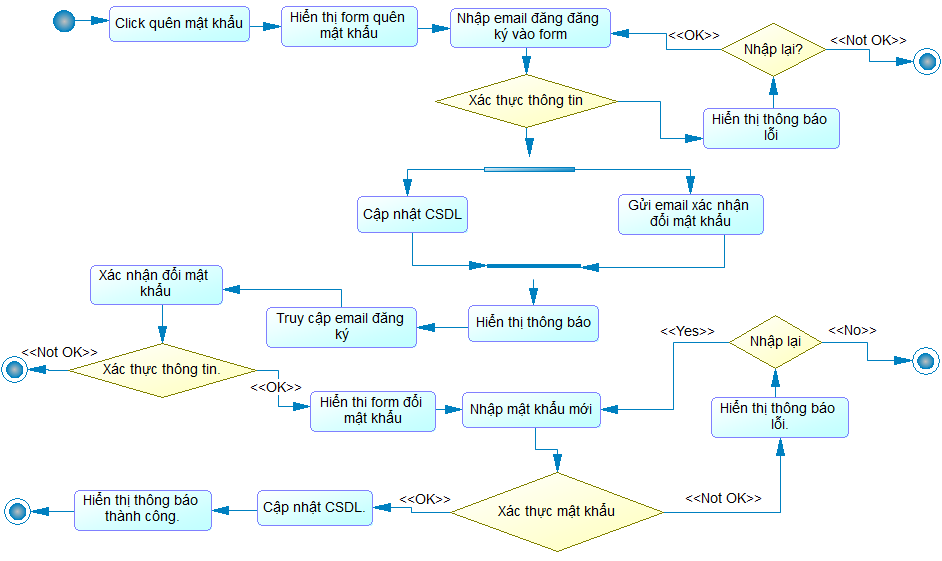 Click quên mật khẩu
Hiển thị form quên
mật khẩu
Nhập email đăng đăng
ký vào form
<<OK>>
Nhập lại?
<<Not OK>>
Xác thực thông tin
Hiển thị thông báo
lỗi
Cập nhật CSDL
Gửi email xác nhận
đổi mật khẩu
Xác nhận đổi mật
khẩu
Truy cập email đăng
ký
Hiển thị thông báo
<<Yes>>
Nhập lại
<<No>>
<<Not OK>>
Xác thực thông tin.
<<OK>>
Hiển thi form đổi
mật khẩu
Nhập mật khẩu mới
Hiển thị thông báo
lỗi.
Hiển thị thông báo
thành công.
Cập nhật CSDL.
<<OK>>
Xác thực mật khẩu
<<Not OK>>